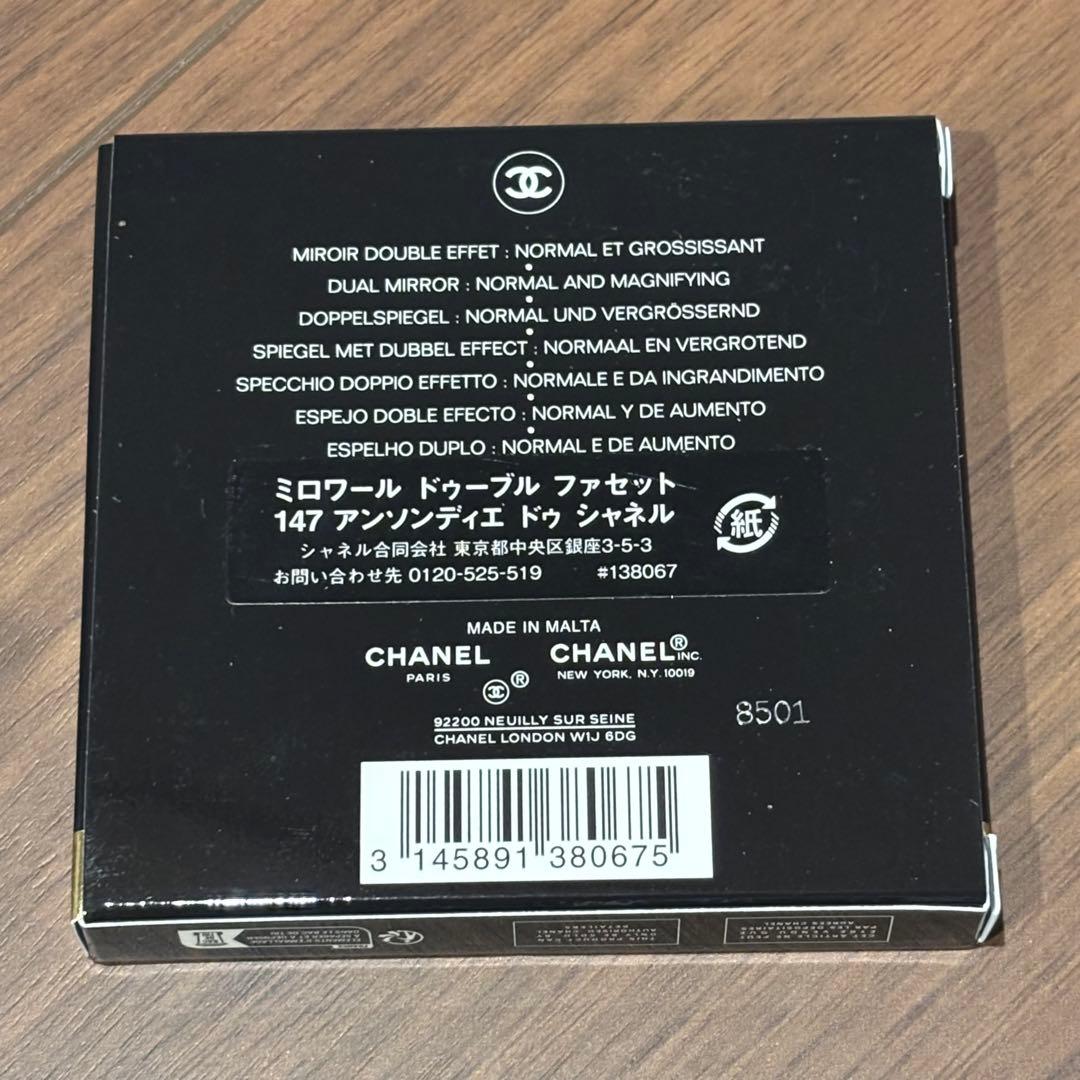 MIROIR DOUBLE EFFET : NORMAL ET GROSSISSANT
DUAL MIRROR : NORMAL AND MAGNIFYING
DOPPELSPIEGEL : NORMAL UND VERGRÖSSERND
SPIEGEL MET DUBBEL EFFECT : NORMAAL EN VERGROTEND
SPECCHIO DOPPIO EFFETTO : NORMALE E DA INGRANDIMENTO
ESPEJO DOBLE EFECTO : NORMAL Y DE AUMENTO
ESPELHO DUPLO : NORMAL E DE AUMENTO
ミロワール ドゥーブル ファセット
147 アンソンディエ ドゥ シャネル
シャネル合同会社 東京都中央区銀座3-5-3
お問い合わせ先 0120-525-519 #138067
紙
MADE IN MALTA
CHANEL
PARIS
CHANEL® INC.
NEW YORK, N.Y. 10019
®
92200 NEUILLY SUR SEINE
CHANEL LONDON W1J 6DG
8501
3 145891 380675